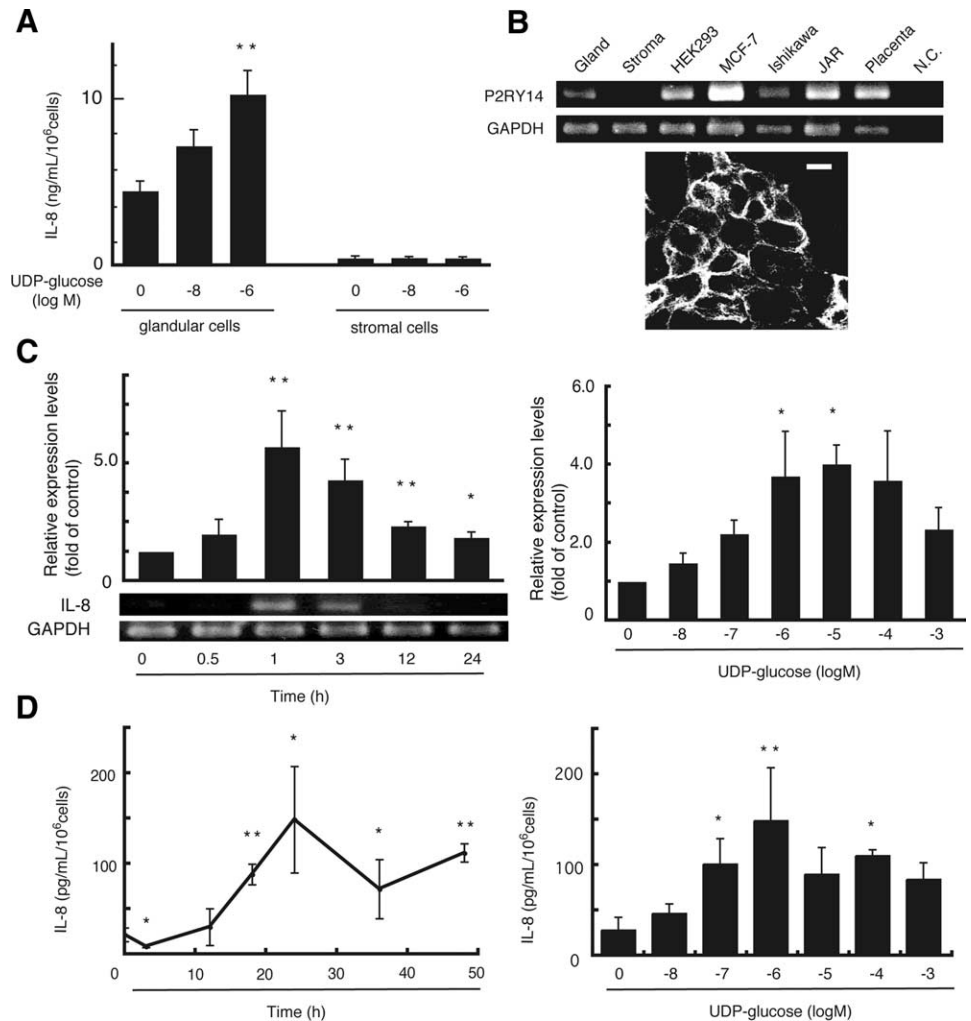 A
* *
10
IL-8 (ng/mL/10⁶cells)
0
UDP-glucose
(log M)
0 -8 -6 0 -8 -6
glandular cells stromal cells
B
Gland Stroma HEK293 MCF-7 Ishikawa JAR Placenta N.C.
P2RY14
GAPDH
C
Relative expression levels
(fold of control)
5.0
0
* * * * * * *
IL-8
GAPDH
0 0.5 1 3 12 24
Time (h)
Relative expression levels
(fold of control)
6.0
4.0
2.0
0
* *
0 -8 -7 -6 -5 -4 -3
UDP-glucose (logM)
D
IL-8 (pg/mL/10⁶cells)
200
100
* * * * * * *
0 10 20 30 40 50
Time (h)
IL-8 (pg/mL/10⁶cells)
200
100
0
* * * *
0 -8 -7 -6 -5 -4 -3
UDP-glucose (logM)